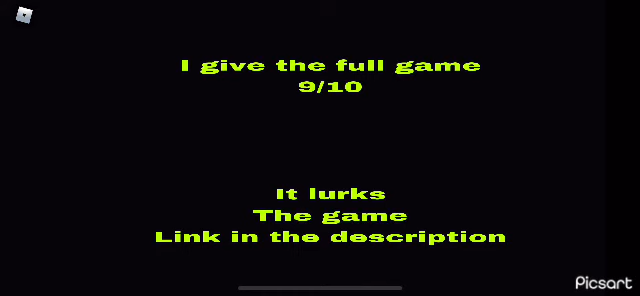 I give the full game
9/10
It lurks
The game
Link in the description
Picsart